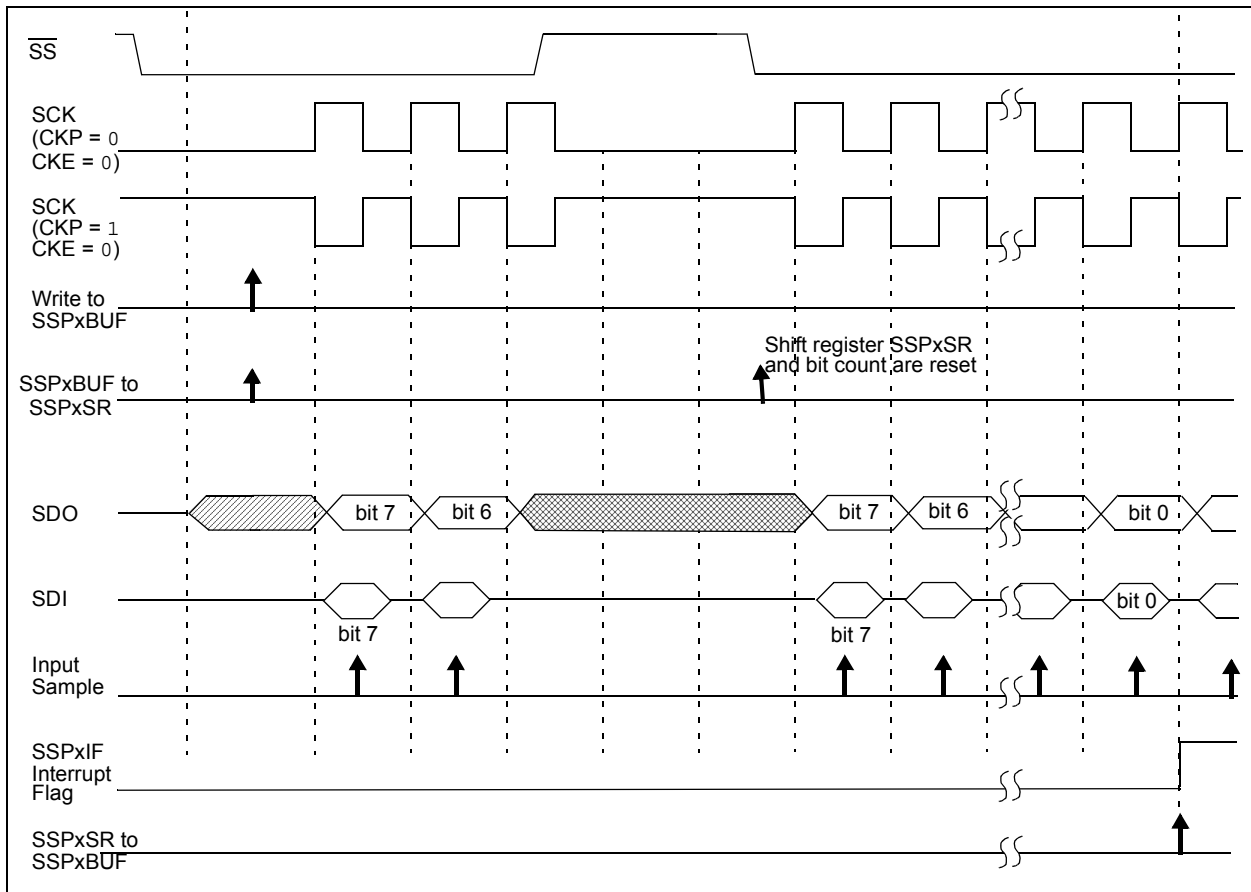 SS
SCK
(CKP = 0
CKE = 0)
SCK
(CKP = 1
CKE = 0)
Write to
SSPxBUF
Shift register SSPxSR
and bit count are reset
SSPxBUF to
SSPxSR
SDO
bit 7
bit 6
bit 7
bit 6
bit 0
SDI
bit 0
bit 7
bit 7
Input
Sample
SSPxIF
Interrupt
Flag
SSPxSR to
SSPxBUF